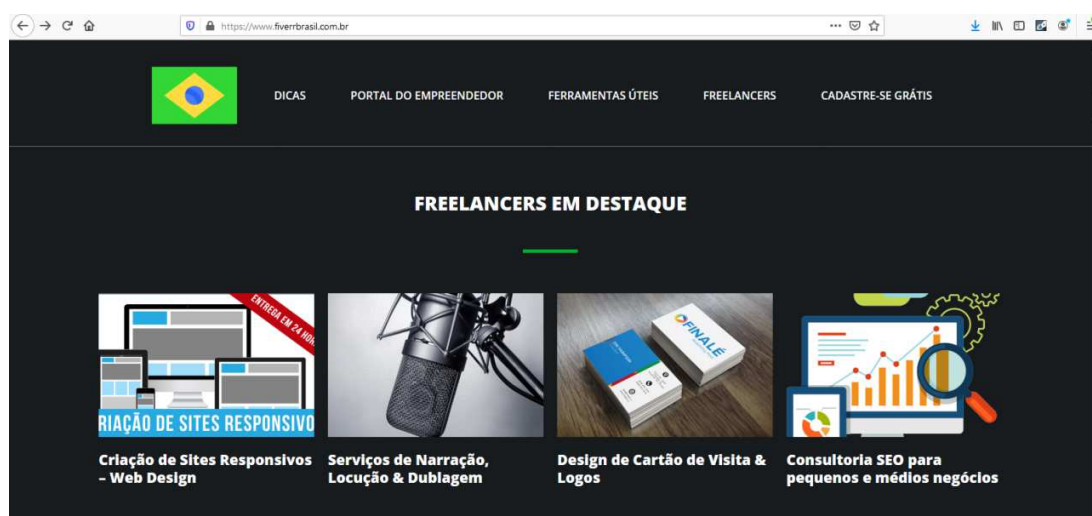 https://www.fiverrbrasil.com.br
DICAS
PORTAL DO EMPREENDEDOR
FERRAMENTAS ÚTEIS
FREELANCERS
CADASTRE-SE GRÁTIS
FREELANCERS EM DESTAQUE
ENTREGA EM 24 HOR
RIAÇÃO DE SITES RESPONSIVO
FINALÉ
Criação de Sites Responsivos
– Web Design
Serviços de Narração,
Locução & Dublagem
Design de Cartão de Visita &
Logos
Consultoria SEO para
pequenos e médios negócios